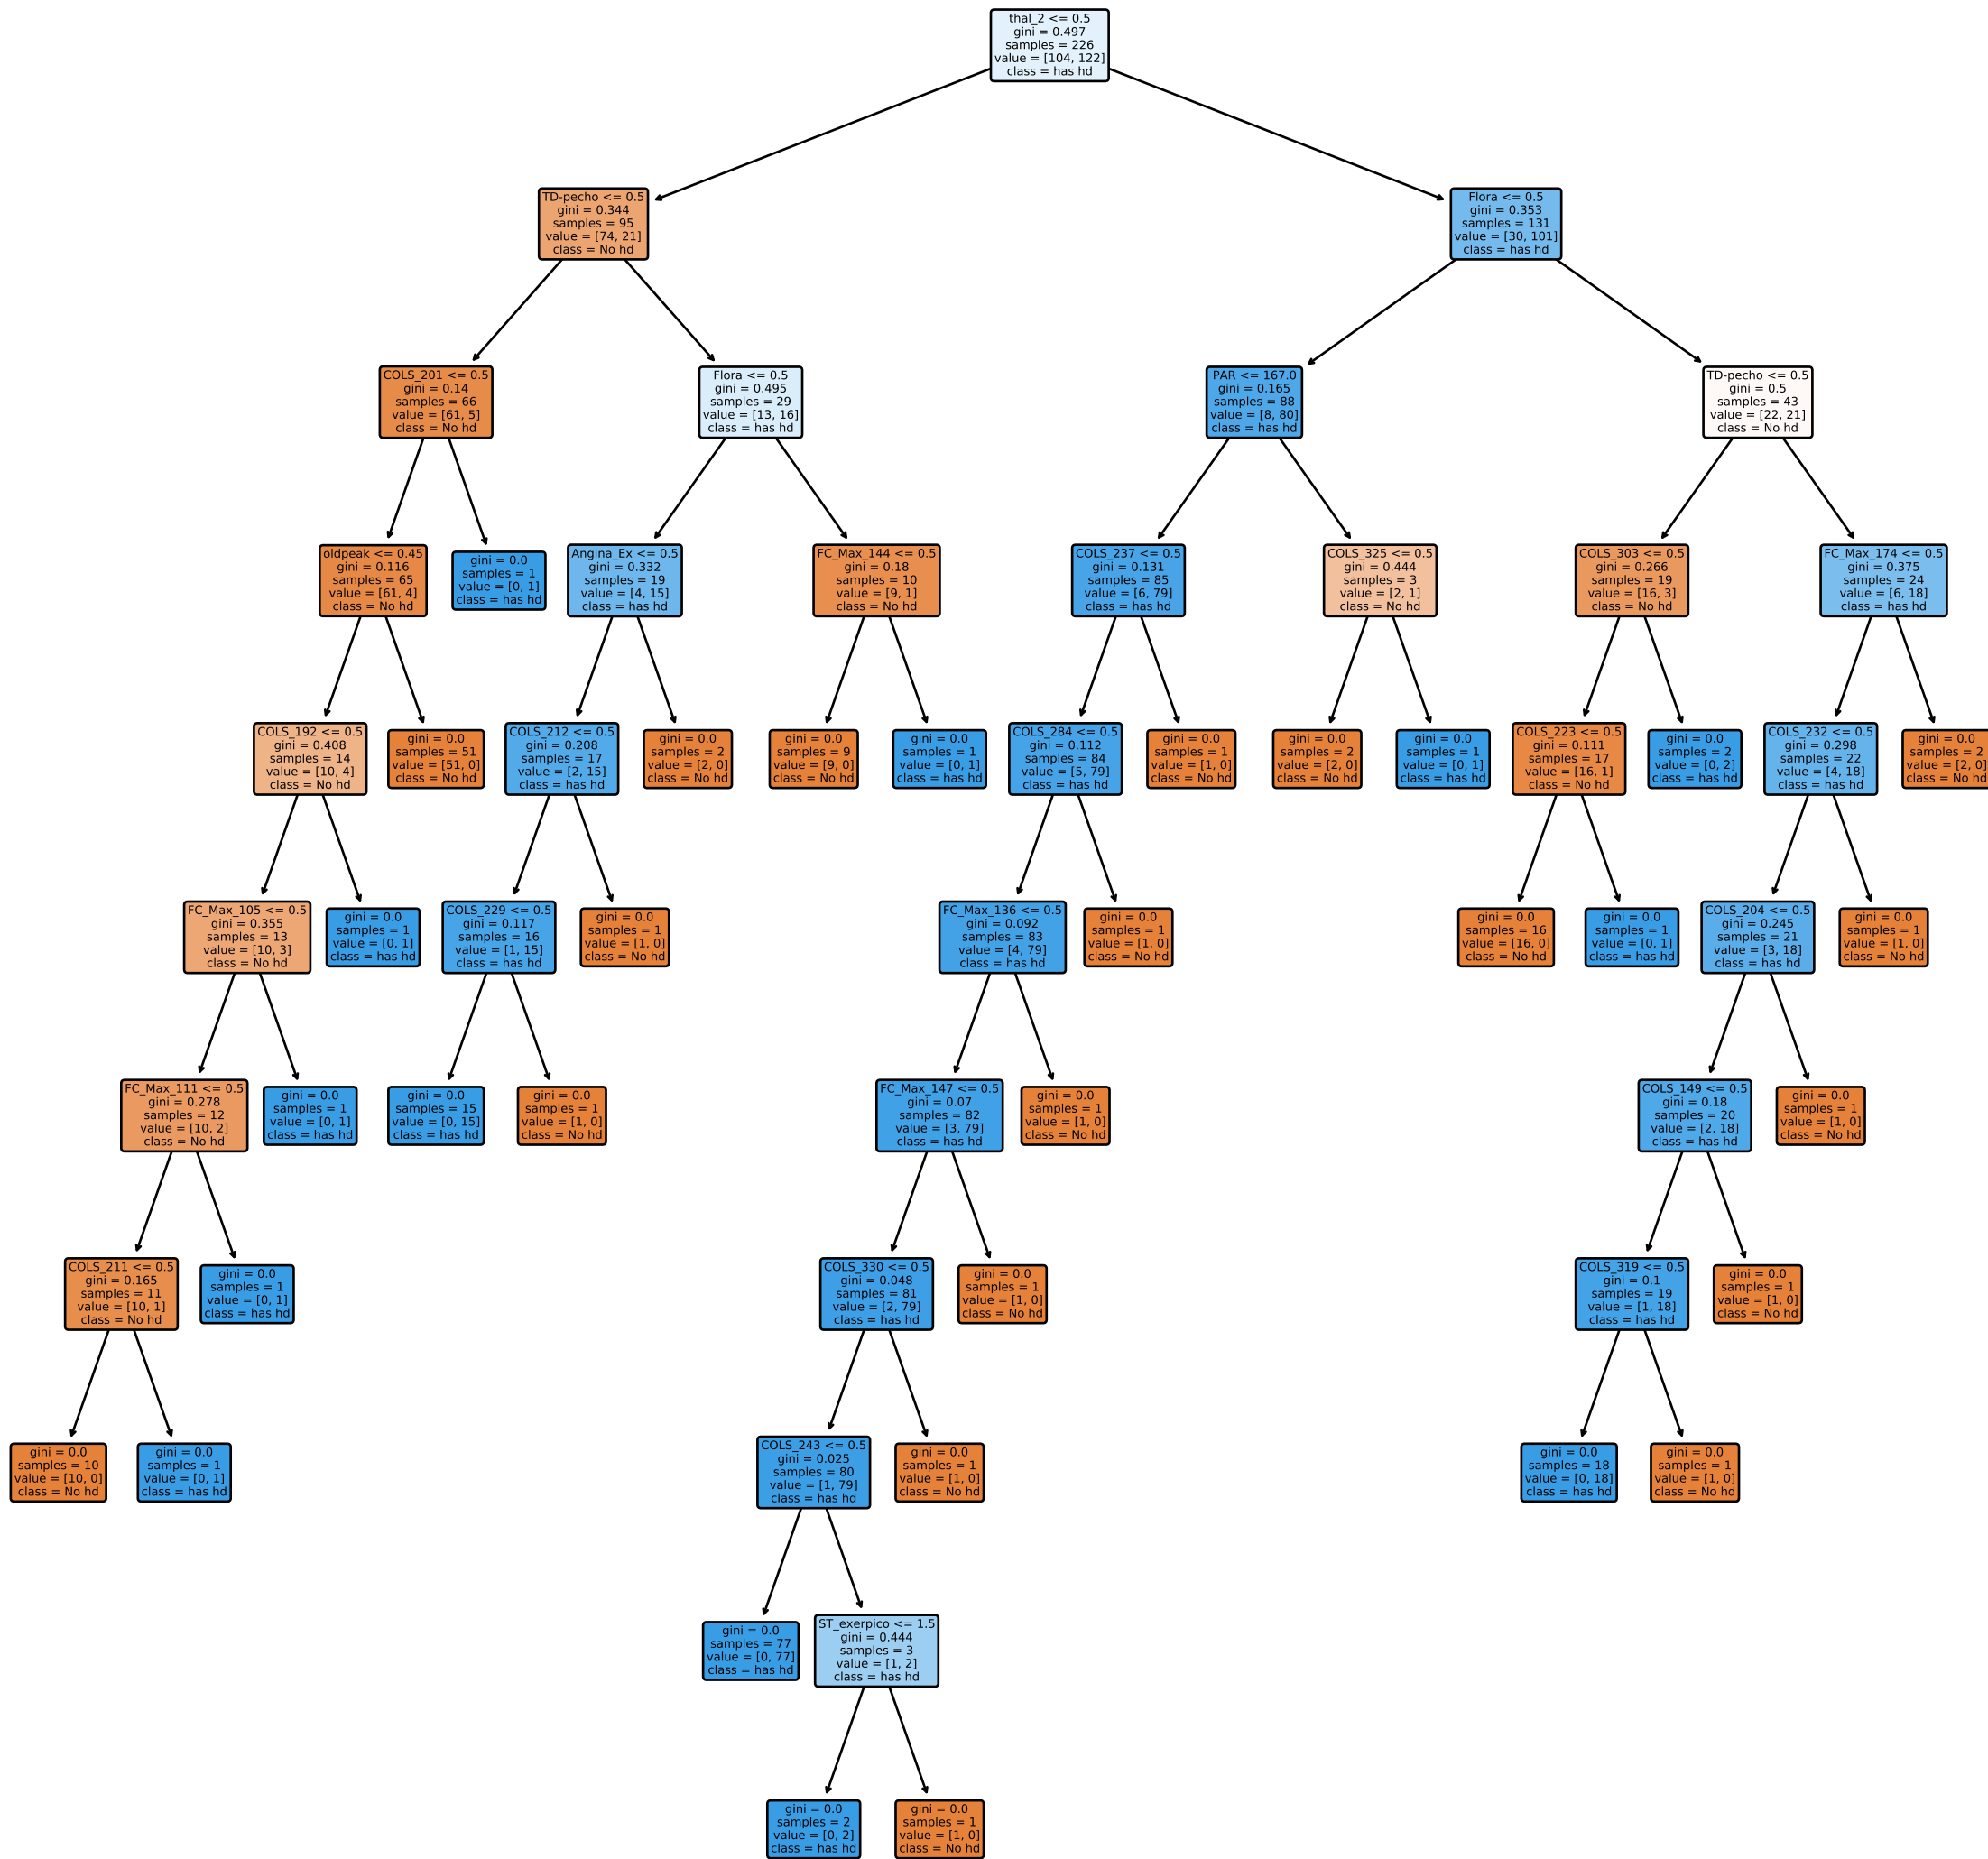 thal_2 <= 0.5
gini = 0.497
samples = 226
value = [104, 122]
class = has hd
TD-pecho <= 0.5
gini = 0.344
samples = 95
value = [74, 21]
class = No hd
Flora <= 0.5
gini = 0.353
samples = 131
value = [30, 101]
class = has hd
COLS_201 <= 0.5
gini = 0.14
samples = 66
value = [61, 5]
class = No hd
Flora <= 0.5
gini = 0.495
samples = 29
value = [13, 16]
class = has hd
PAR <= 167.0
gini = 0.165
samples = 88
value = [8, 80]
class = has hd
TD-pecho <= 0.5
gini = 0.5
samples = 43
value = [22, 21]
class = No hd
oldpeak <= 0.45
gini = 0.116
samples = 65
value = [61, 4]
class = No hd
gini = 0.0
samples = 1
value = [0, 1]
class = has hd
Angina_Ex <= 0.5
gini = 0.332
samples = 19
value = [4, 15]
class = has hd
FC_Max_144 <= 0.5
gini = 0.18
samples = 10
value = [9, 1]
class = No hd
COLS_237 <= 0.5
gini = 0.131
samples = 85
value = [6, 79]
class = has hd
COLS_325 <= 0.5
gini = 0.444
samples = 3
value = [2, 1]
class = No hd
COLS_303 <= 0.5
gini = 0.266
samples = 19
value = [16, 3]
class = No hd
FC_Max_174 <= 0.5
gini = 0.375
samples = 24
value = [6, 18]
class = has hd
COLS_192 <= 0.5
gini = 0.408
samples = 14
value = [10, 4]
class = No hd
gini = 0.0
samples = 51
value = [51, 0]
class = No hd
COLS_212 <= 0.5
gini = 0.208
samples = 17
value = [2, 15]
class = has hd
gini = 0.0
samples = 2
value = [2, 0]
class = No hd
gini = 0.0
samples = 9
value = [9, 0]
class = No hd
gini = 0.0
samples = 1
value = [0, 1]
class = has hd
COLS_284 <= 0.5
gini = 0.112
samples = 84
value = [5, 79]
class = has hd
gini = 0.0
samples = 1
value = [1, 0]
class = No hd
gini = 0.0
samples = 2
value = [2, 0]
class = No hd
gini = 0.0
samples = 1
value = [0, 1]
class = has hd
COLS_223 <= 0.5
gini = 0.111
samples = 17
value = [16, 1]
class = No hd
gini = 0.0
samples = 2
value = [0, 2]
class = has hd
COLS_232 <= 0.5
gini = 0.298
samples = 22
value = [4, 18]
class = has hd
gini = 0.0
samples = 2
value = [2, 0]
class = No hd
FC_Max_105 <= 0.5
gini = 0.355
samples = 13
value = [10, 3]
class = No hd
gini = 0.0
samples = 1
value = [0, 1]
class = has hd
COLS_229 <= 0.5
gini = 0.117
samples = 16
value = [1, 15]
class = has hd
gini = 0.0
samples = 1
value = [1, 0]
class = No hd
FC_Max_136 <= 0.5
gini = 0.092
samples = 83
value = [4, 79]
class = has hd
gini = 0.0
samples = 1
value = [1, 0]
class = No hd
gini = 0.0
samples = 16
value = [16, 0]
class = No hd
gini = 0.0
samples = 1
value = [0, 1]
class = has hd
COLS_204 <= 0.5
gini = 0.245
samples = 21
value = [3, 18]
class = has hd
gini = 0.0
samples = 1
value = [1, 0]
class = No hd
FC_Max_111 <= 0.5
gini = 0.278
samples = 12
value = [10, 2]
class = No hd
gini = 0.0
samples = 1
value = [0, 1]
class = has hd
gini = 0.0
samples = 15
value = [0, 15]
class = has hd
gini = 0.0
samples = 1
value = [1, 0]
class = No hd
FC_Max_147 <= 0.5
gini = 0.07
samples = 82
value = [3, 79]
class = has hd
gini = 0.0
samples = 1
value = [1, 0]
class = No hd
COLS_149 <= 0.5
gini = 0.18
samples = 20
value = [2, 18]
class = has hd
gini = 0.0
samples = 1
value = [1, 0]
class = No hd
COLS_211 <= 0.5
gini = 0.165
samples = 11
value = [10, 1]
class = No hd
gini = 0.0
samples = 1
value = [0, 1]
class = has hd
COLS_330 <= 0.5
gini = 0.048
samples = 81
value = [2, 79]
class = has hd
gini = 0.0
samples = 1
value = [1, 0]
class = No hd
COLS_319 <= 0.5
gini = 0.1
samples = 19
value = [1, 18]
class = has hd
gini = 0.0
samples = 1
value = [1, 0]
class = No hd
gini = 0.0
samples = 10
value = [10, 0]
class = No hd
gini = 0.0
samples = 1
value = [0, 1]
class = has hd
COLS_243 <= 0.5
gini = 0.025
samples = 80
value = [1, 79]
class = has hd
gini = 0.0
samples = 1
value = [1, 0]
class = No hd
gini = 0.0
samples = 18
value = [0, 18]
class = has hd
gini = 0.0
samples = 1
value = [1, 0]
class = No hd
gini = 0.0
samples = 77
value = [0, 77]
class = has hd
ST_exerpico <= 1.5
gini = 0.444
samples = 3
value = [1, 2]
class = has hd
gini = 0.0
samples = 2
value = [0, 2]
class = has hd
gini = 0.0
samples = 1
value = [1, 0]
class = No hd